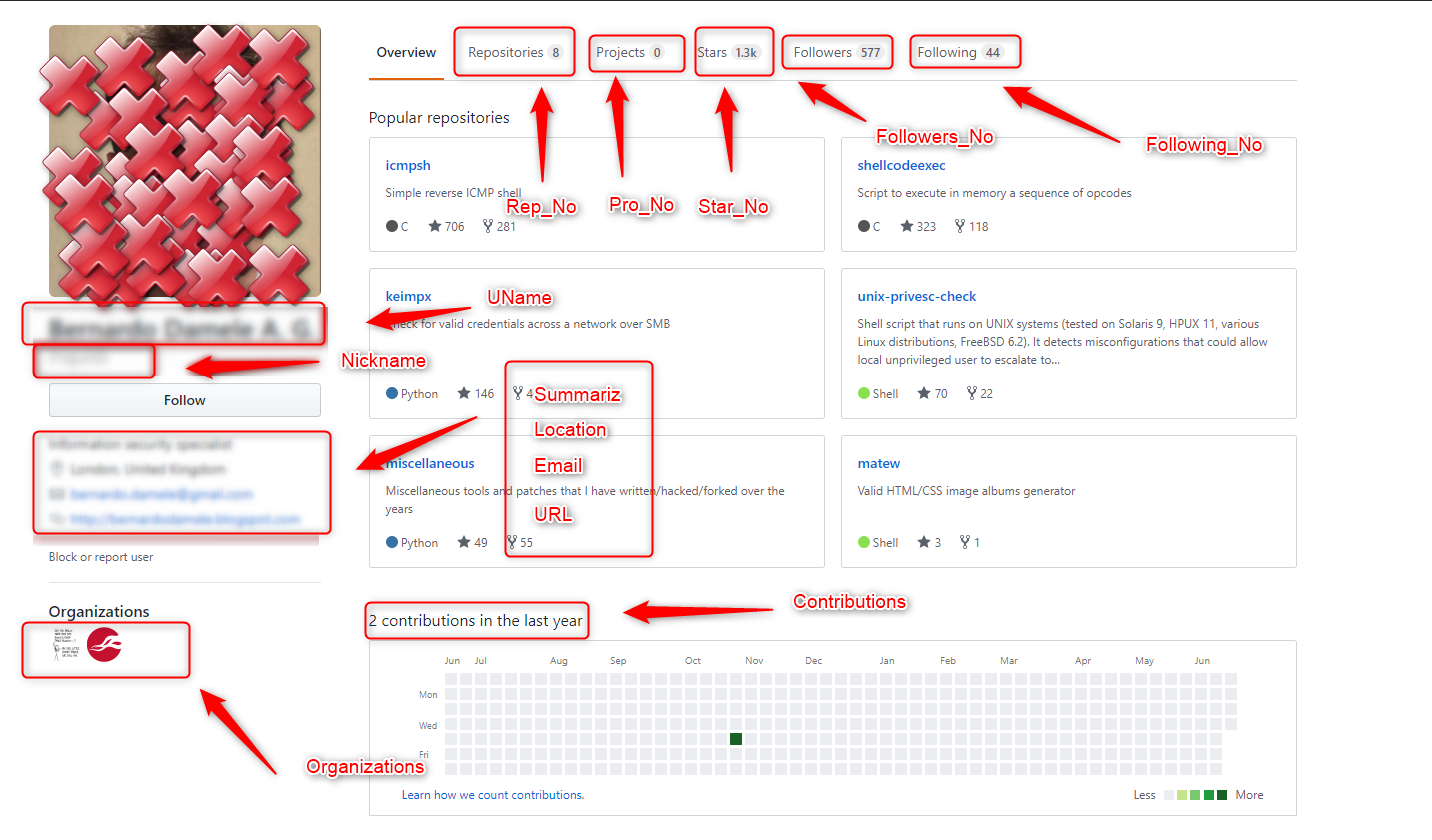 Overview
Repositories 8
Projects 0
Stars 1.3k
Followers 577
Following 44
Rep_No
Pro_No
Star_No
Followers_No
Following_No
Popular repositories
icmpsh
Simple reverse ICMP shell
C 706 281
shellcodeexec
Script to execute in memory a sequence of opcodes
C 323 118
keimpx
check for valid credentials across a network over SMB
Python 146 4
unix-privesc-check
Shell script that runs on UNIX systems (tested on Solaris 9, HPUX 11, various
Linux distributions, FreeBSD 6.2). It detects misconfigurations that could allow
local unprivileged user to escalate to...
Shell 70 22
miscellaneous
Miscellaneous tools and patches that I have written/hacked/forked over the
years
Python 49 55
matew
Valid HTML/CSS image albums generator
Shell 3 1
UName
Nickname
Follow
Summariz
Location
Email
URL
Block or report user
Organizations
Organizations
2 contributions in the last year
Contributions
Jun Jul Aug Sep Oct Nov Dec Jan Feb Mar Apr May Jun
Mon
Wed
Fri
Learn how we count contributions.
Less More